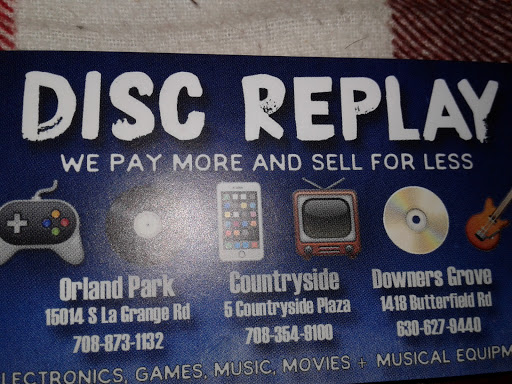 DISC REPLAY
WE PAY MORE AND SELL FOR LESS
Orland Park
15014 S La Grange Rd
708-873-1132
Countryside
5 Countryside Plaza
708-354-9100
Downers Grove
1418 Butterfield Rd
630-627-9440
LECTRONICS, GAMES, MUSIC, MOVIES + MUSICAL EQUIPM